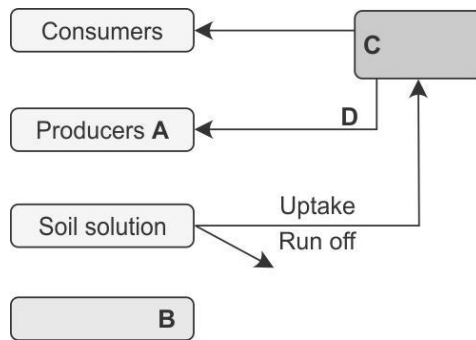 Consumers
C
Producers A
D
Soil solution
Uptake
Run off
B